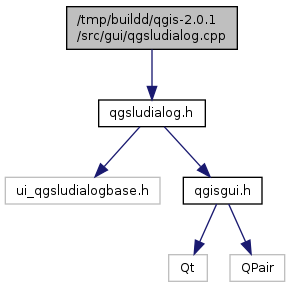 /tmp/buildd/qgis-2.0.1
/src/gui/qgsludialog.cpp
qgsludialog.h
ui_qgsludialogbase.h
qgisgui.h
Qt
QPair